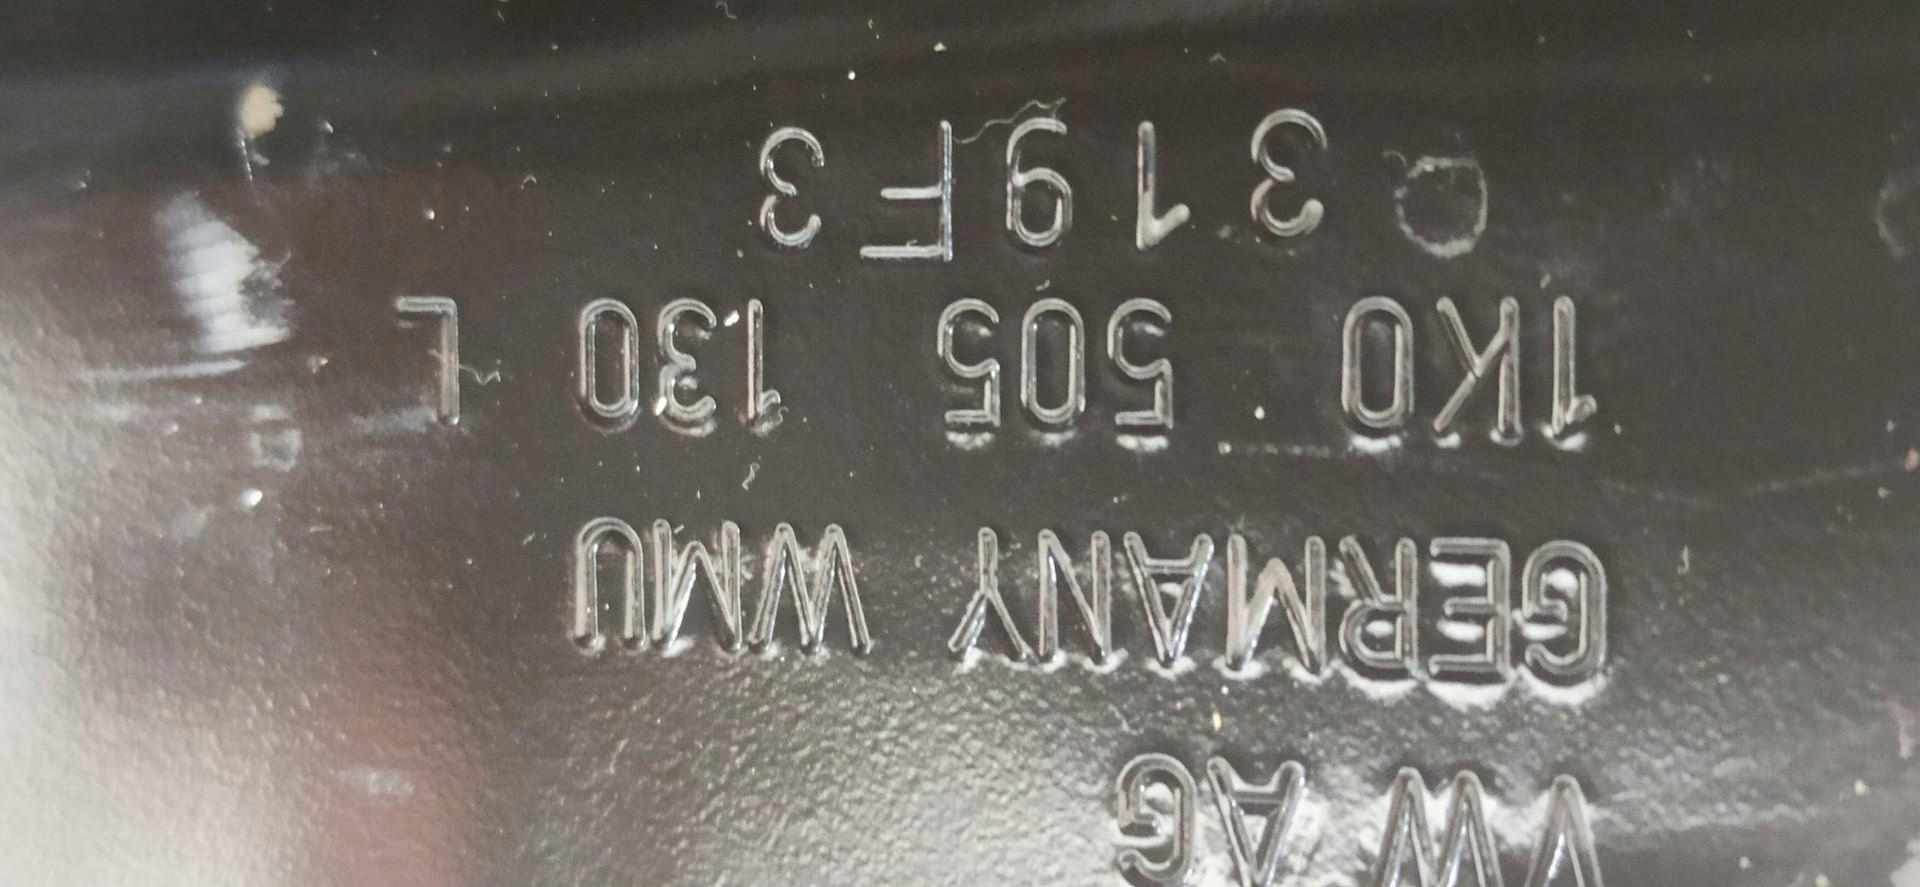 VW AG
GERMANY WMU
1K0 505 130 L
319F3